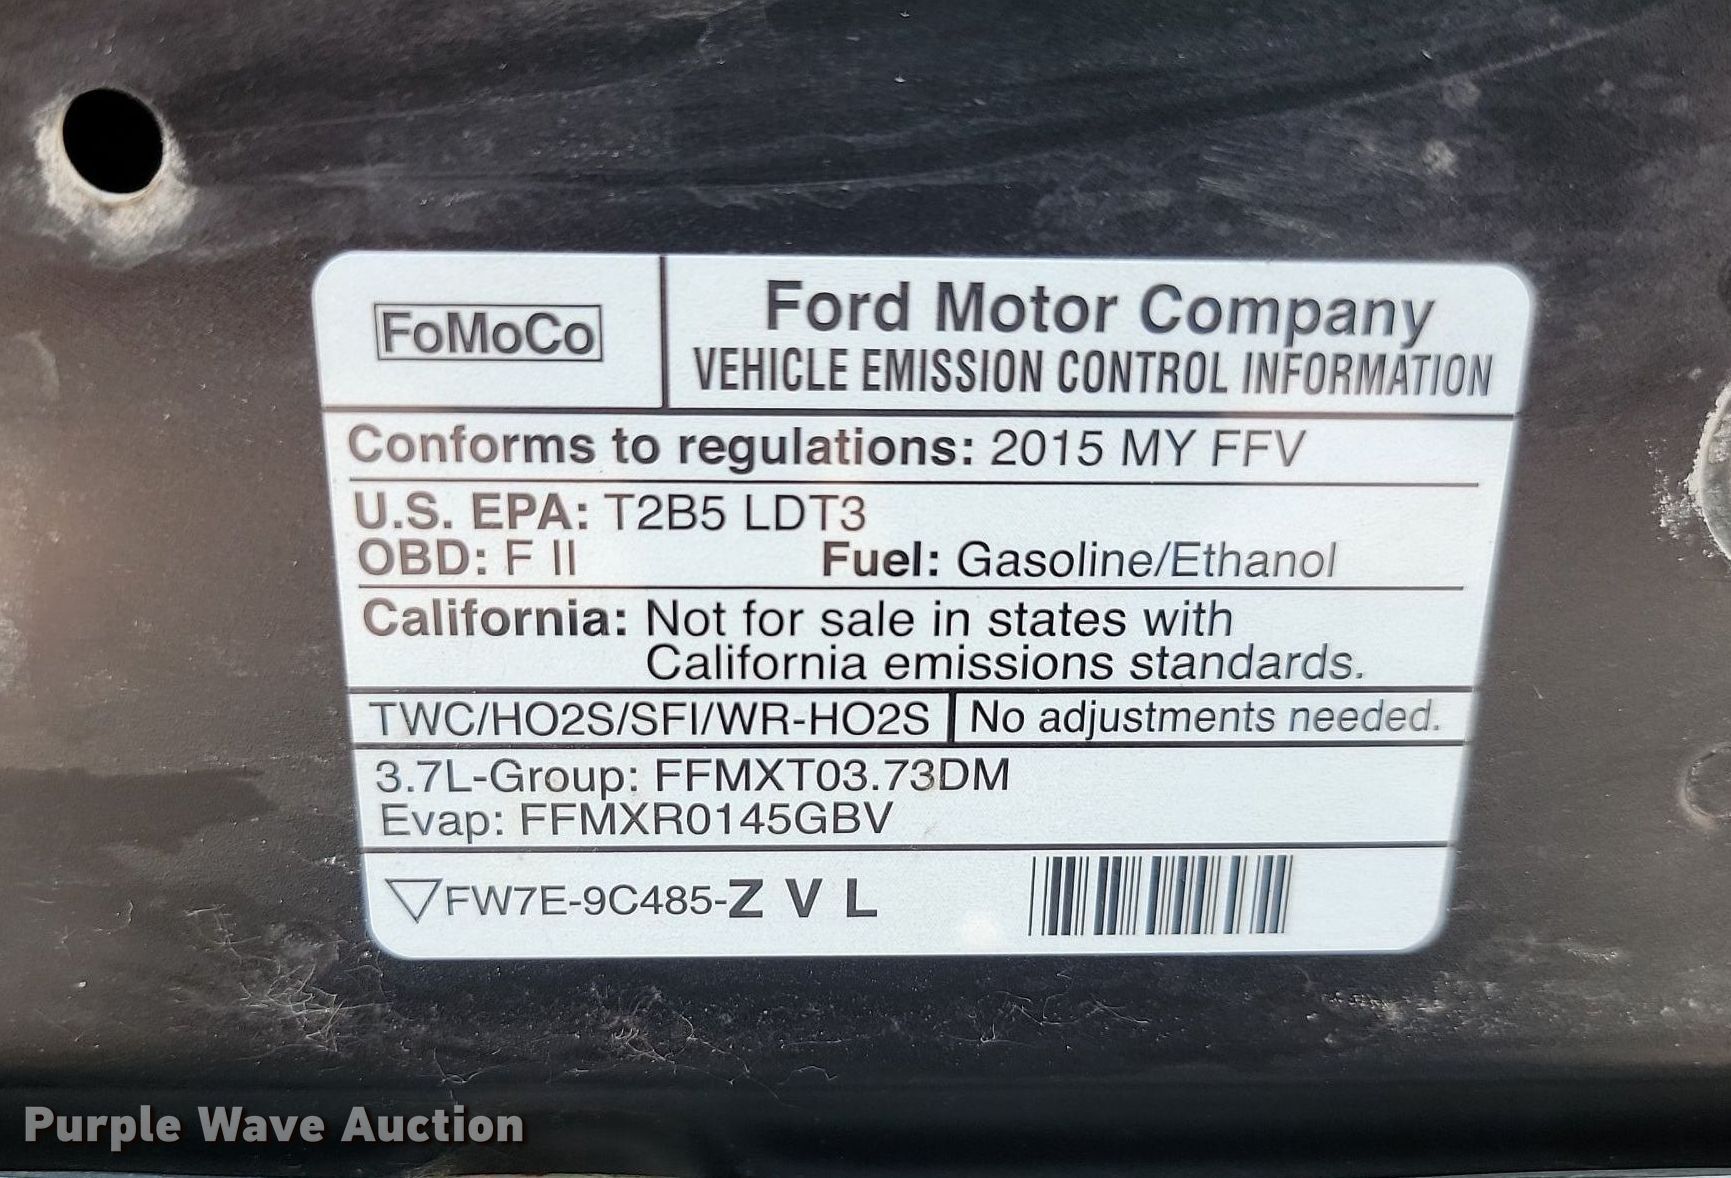 FoMoCo
Ford Motor Company
VEHICLE EMISSION CONTROL INFORMATION
Conforms to regulations: 2015 MY FFV
U.S. EPA: T2B5 LDT3
OBD: F II Fuel: Gasoline/Ethanol
California: Not for sale in states with
California emissions standards.
TWC/HO2S/SFI/WR-HO2S No adjustments needed.
3.7L-Group: FFMXT03.73DM
Evap: FFMXR0145GBV
FW7E-9C485-Z V L
Purple Wave Auction